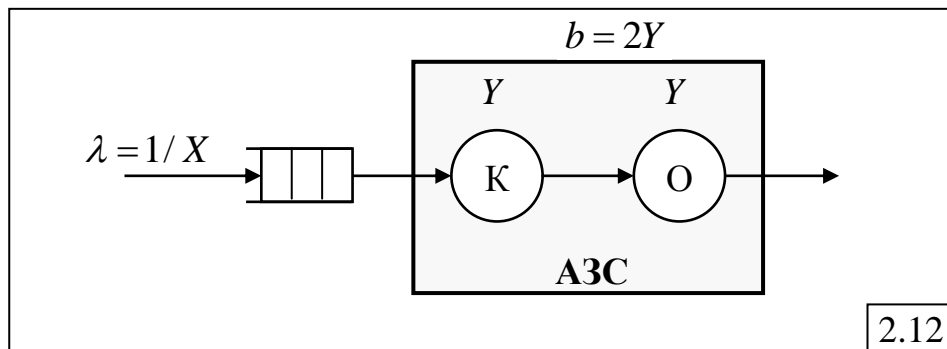 b = 2Y
Y Y
λ = 1/ X
К О
АЗС
2.12